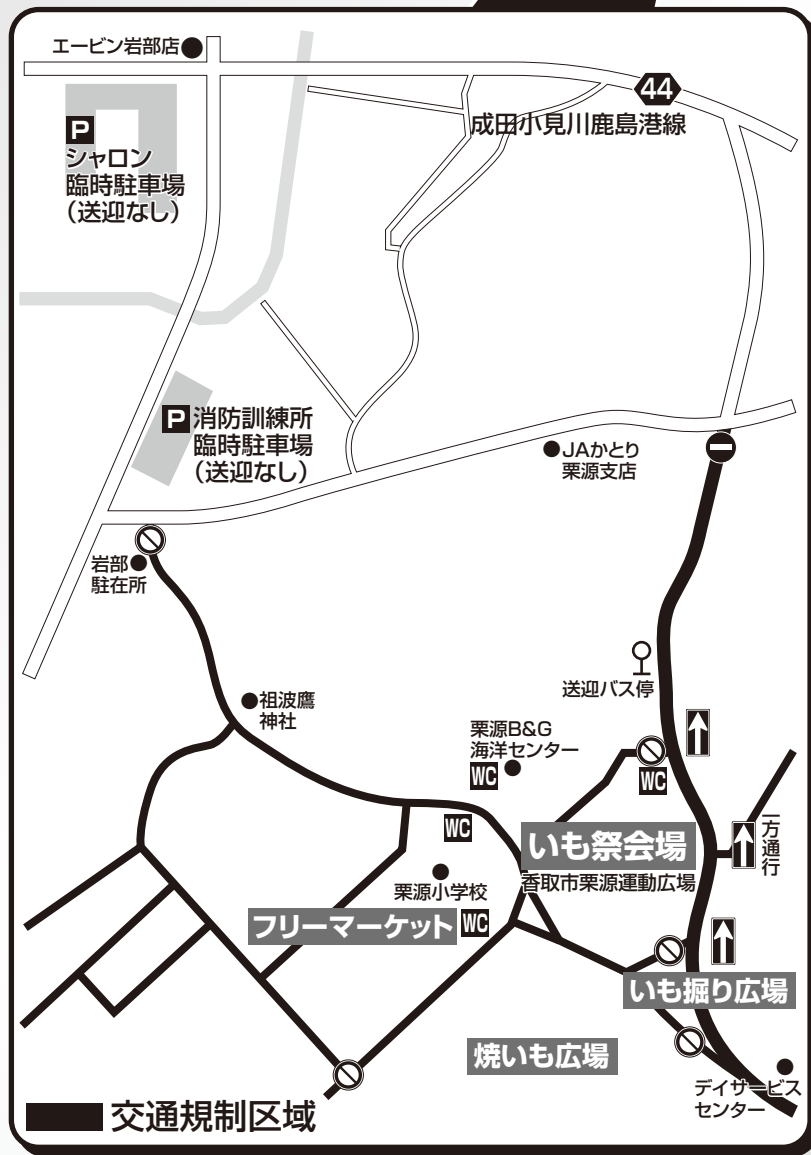 エービン岩部店
44
成田小見川鹿島港線
P
シャロン
臨時駐車場
(送迎なし)
P 消防訓練所
臨時駐車場
(送迎なし)
JAかとり
栗源支店
岩部
駐在所
送迎バス停
祖波鷹
神社
栗源B&G
海洋センター
WC
WC
WC
いも祭会場
香取市栗源運動広場
一方通行
栗源小学校
フリーマーケット WC
いも掘り広場
焼いも広場
デイサービス
センター
交通規制区域